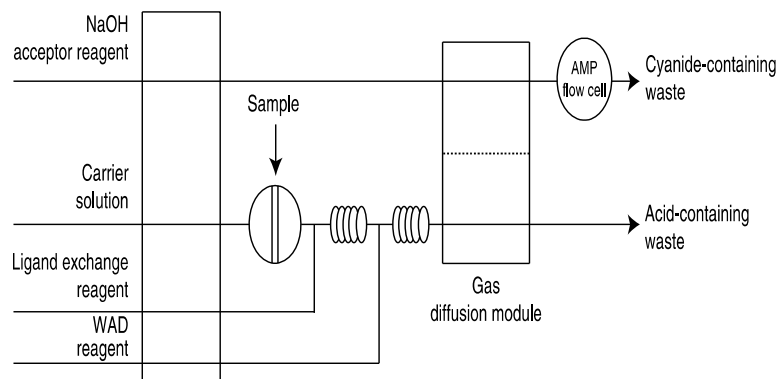 NaOH
acceptor reagent
AMP
flow cell
Cyanide-containing
waste
Sample
Carrier
solution
Acid-containing
waste
Ligand exchange
reagent
Gas
diffusion module
WAD
reagent